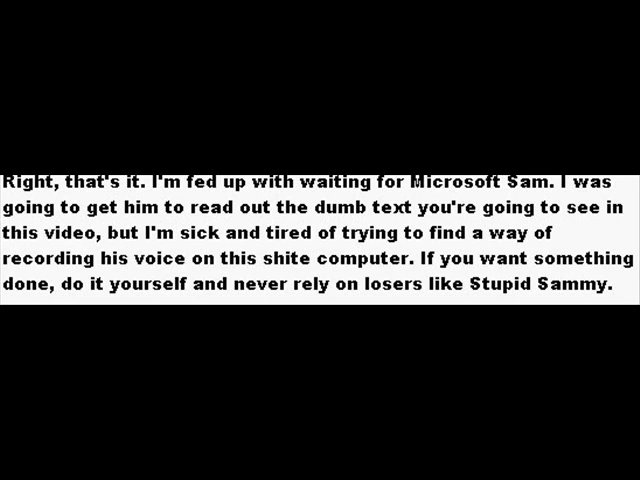 Right, that's it. I'm fed up with waiting for Microsoft Sam. I was
going to get him to read out the dumb text you're going to see in
this video, but I'm sick and tired of trying to find a way of
recording his voice on this shite computer. If you want something
done, do it yourself and never rely on losers like Stupid Sammy.